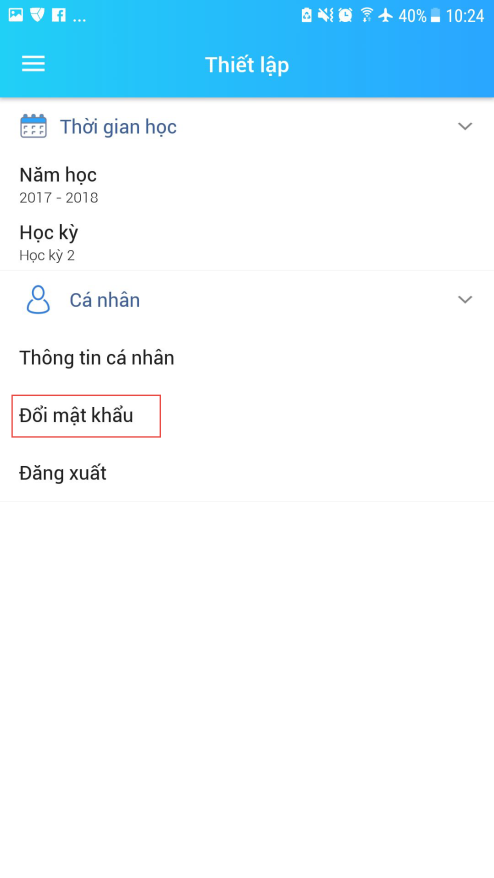 ... 40% 10:24
Thiết lập
Thời gian học
Năm học
2017 - 2018
Học kỳ
Học kỳ 2
Cá nhân
Thông tin cá nhân
Đổi mật khẩu
Đăng xuất